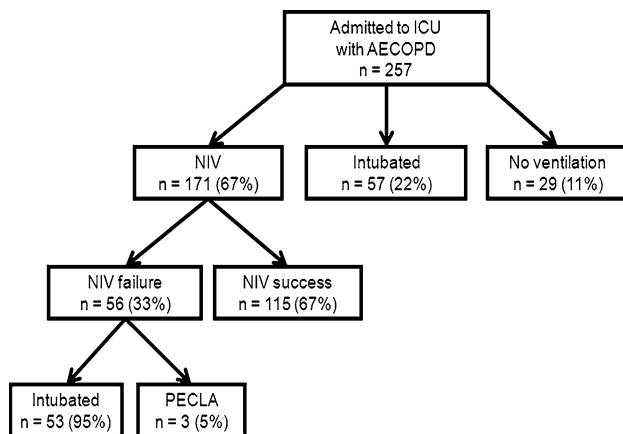 Admitted to ICU
with AECOPD
n = 257
NIV
n = 171 (67%)
Intubated
n = 57 (22%)
No ventilation
n = 29 (11%)
NIV failure
n = 56 (33%)
NIV success
n = 115 (67%)
Intubated
n = 53 (95%)
PECLA
n = 3 (5%)